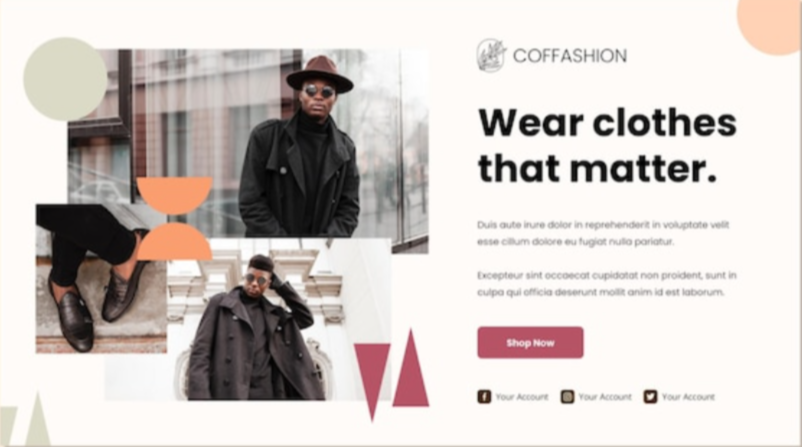 COFFASHION
Wear clothes
that matter.
Duis aute irure dolor in reprehenderit in voluptate velit
esse cillum dolore eu fugiat nulla pariatur.
Excepteur sint occaecat cupidatat non proident, sunt in
culpa qui officia deserunt mollit anim id est laborum.
Shop Now
Your Account Your Account Your Account